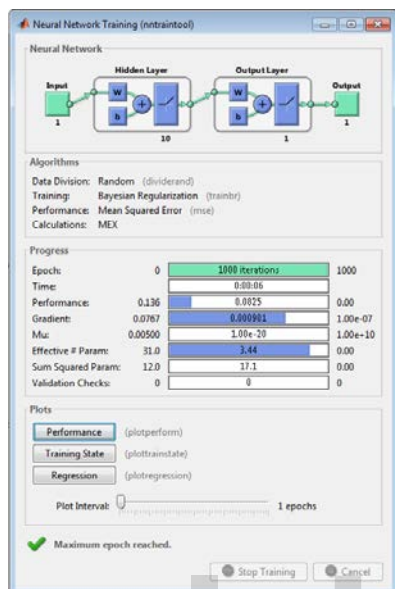 Neural Network Training (nntraintool)
Neural Network
Hidden Layer Output Layer
Input Output
W W
b b
1 10 1 1
Algorithms
Data Division: Random (dividerand)
Training: Bayesian Regularization (trainbr)
Performance: Mean Squared Error (mse)
Calculations: MEX
Progress
Epoch: 0 1000 iterations 1000
Time: 0:00:06
Performance: 0.136 0.0825 0.00
Gradient: 0.0767 0.000901 1.00e-07
Mu: 0.00500 1.00e-20 1.00e+10
Effective # Param: 31.0 3.44 0.00
Sum Squared Param: 12.0 17.1 0.00
Validation Checks: 0 0 0
Plots
Performance (plotperform)
Training State (plottrainstate)
Regression (plotregression)
Plot Interval: 1 epochs
Maximum epoch reached.
Stop Training Cancel